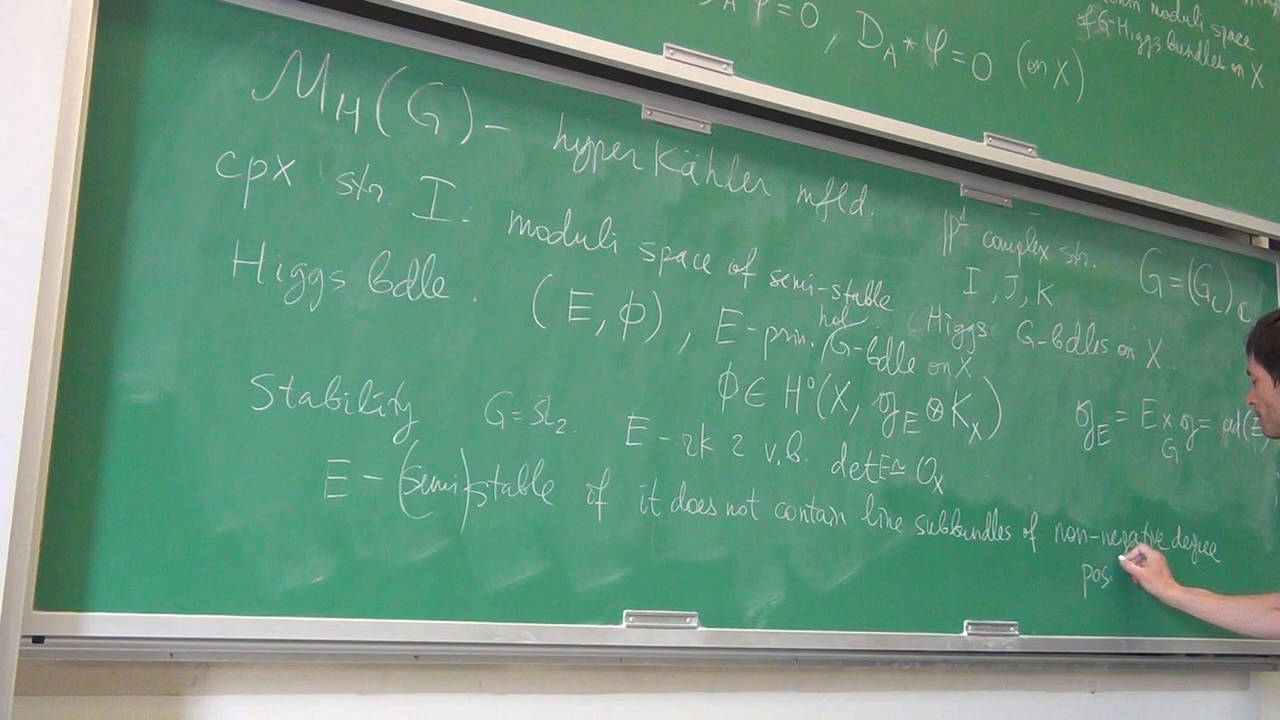 φ=0, D_A* φ=0 (on X)
moduli space
of G-Higgs bundles on X
M_H(G) - hyperKähler mfld.
P^1 complex str.
I, J, K
G=(G_c)_C
cpx str. I: moduli space of semi-stable Higgs G-bdles on X.
Higgs bdle. (E, ϕ), E-prin. hol. G-bdle on X
ϕ ∈ H^0(X, 𝔤_E ⊗ K_X)
𝔤_E = E ×_G 𝔤 = ad(E)
Stability G=SL_2. E - rk 2 v.b. det E ≃ O_X
E - (semi)stable if it does not contain line subbundles of non-negative degree
pos.